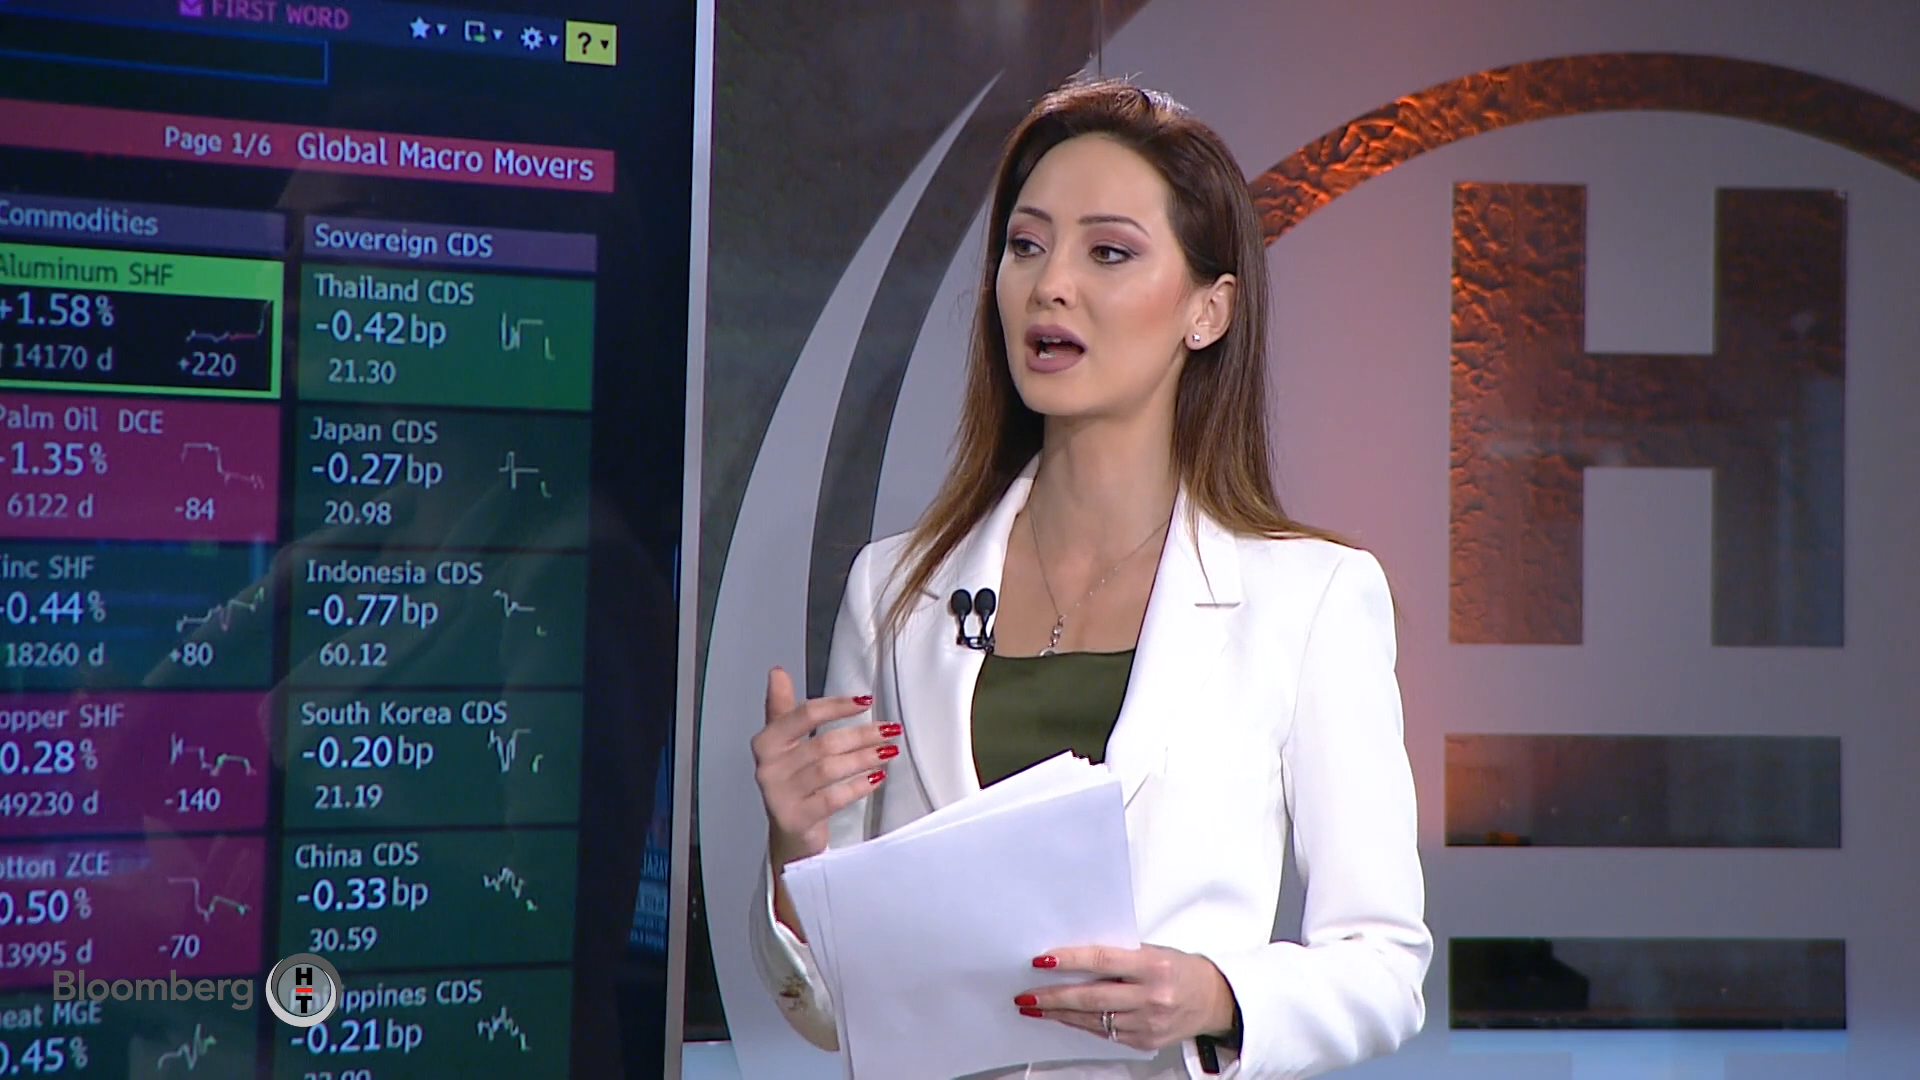 FIRST WORD
?
Page 1/6 Global Macro Movers
Commodities
Aluminum SHF
+1.58%
14170 d +220
Palm Oil DCE
-1.35%
6122 d -84
inc SHF
-0.44%
18260 d +80
opper SHF
0.28%
49230 d -140
otton ZCE
0.50%
13995 d -70
eat MGE
0.45%
Sovereign CDS
Thailand CDS
-0.42bp
21.30
Japan CDS
-0.27bp
20.98
Indonesia CDS
-0.77bp
60.12
South Korea CDS
-0.20bp
21.19
China CDS
-0.33bp
30.59
Philippines CDS
-0.21bp
Bloomberg HT
H